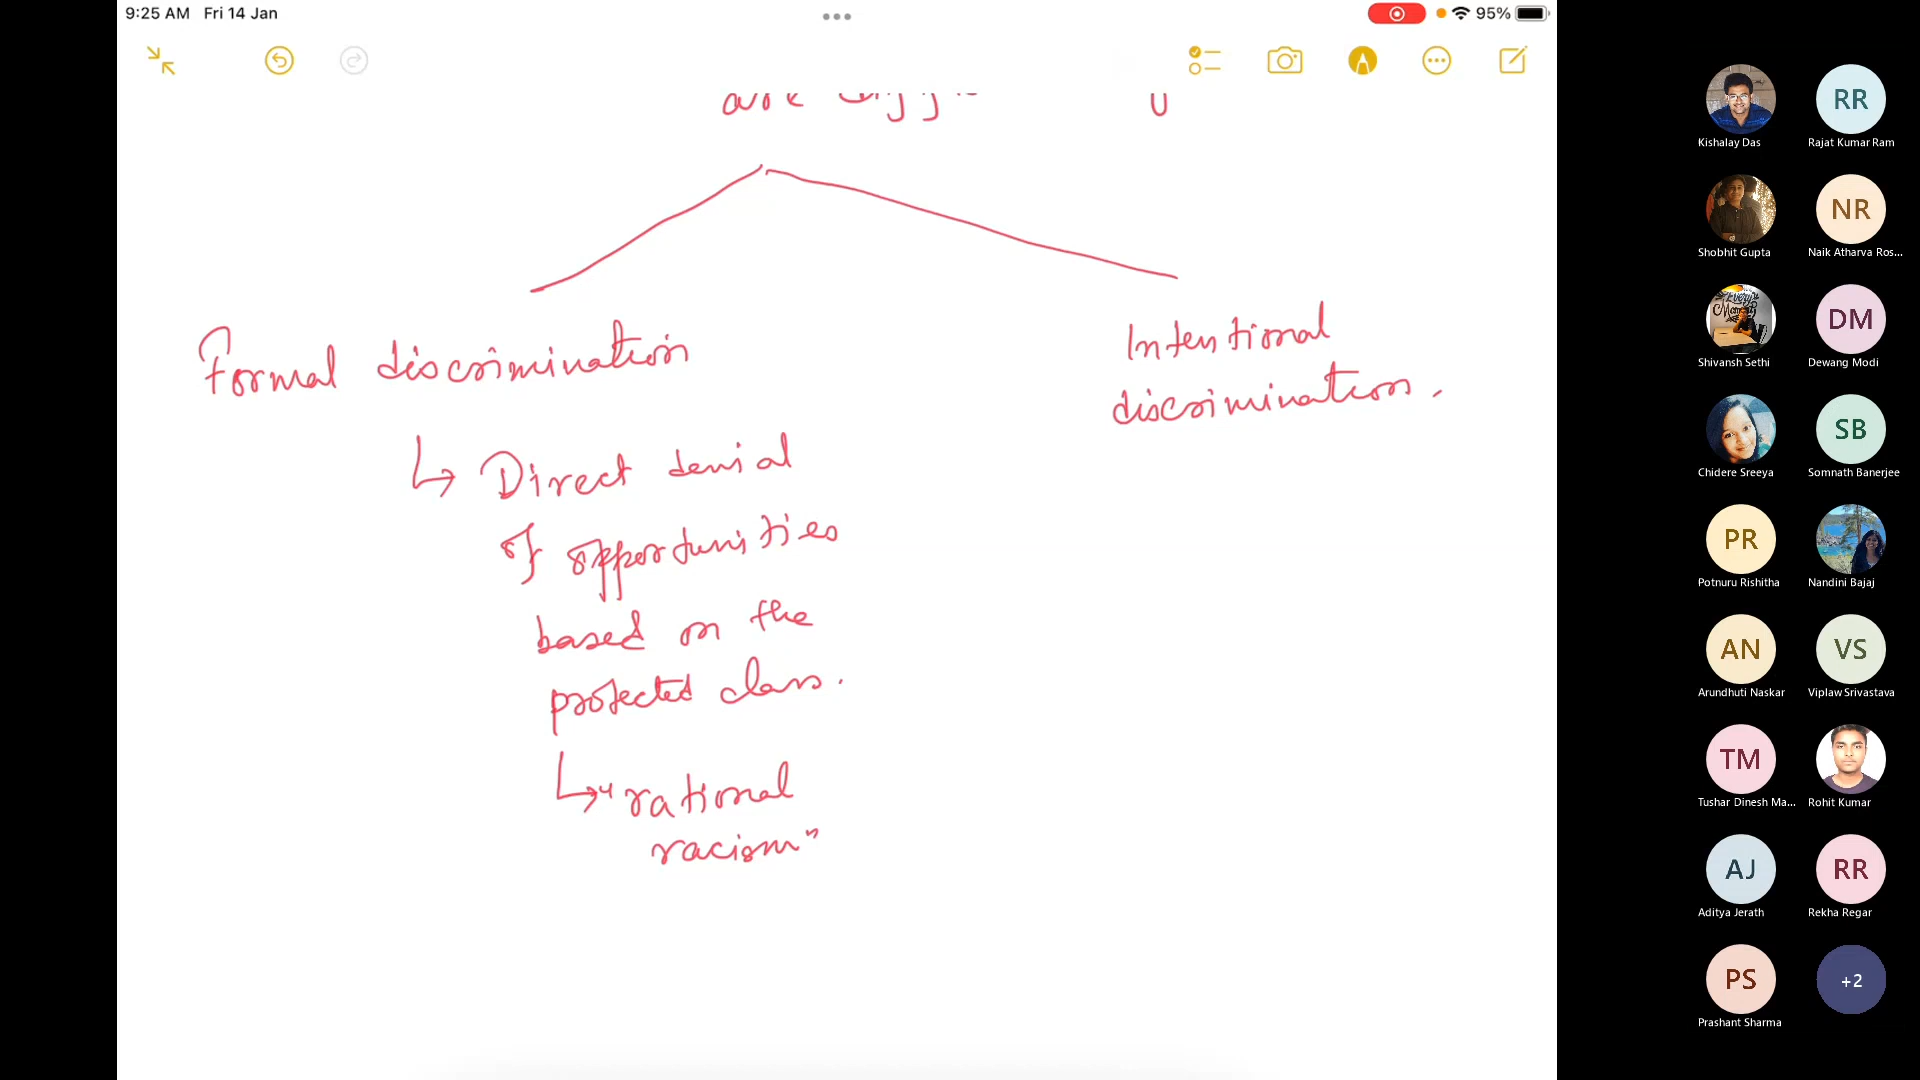 9:25 AM Fri 14 Jan
95%
Formal discrimination
Intentional
discrimination.
↳ Direct denial
of opportunities
based on the
protected class.
↳ "rational
racism"
RR
Kishalay Das
Rajat Kumar Ram
NR
Shobhit Gupta
Naik Atharva Ros...
DM
Shivansh Sethi
Dewang Modi
SB
Chidere Sreeya
Somnath Banerjee
PR
Potnuru Rishitha
Nandini Bajaj
AN
VS
Arundhuti Naskar
Viplaw Srivastava
TM
Tushar Dinesh Ma...
Rohit Kumar
AJ
RR
Aditya Jerath
Rekha Regar
PS
+2
Prashant Sharma